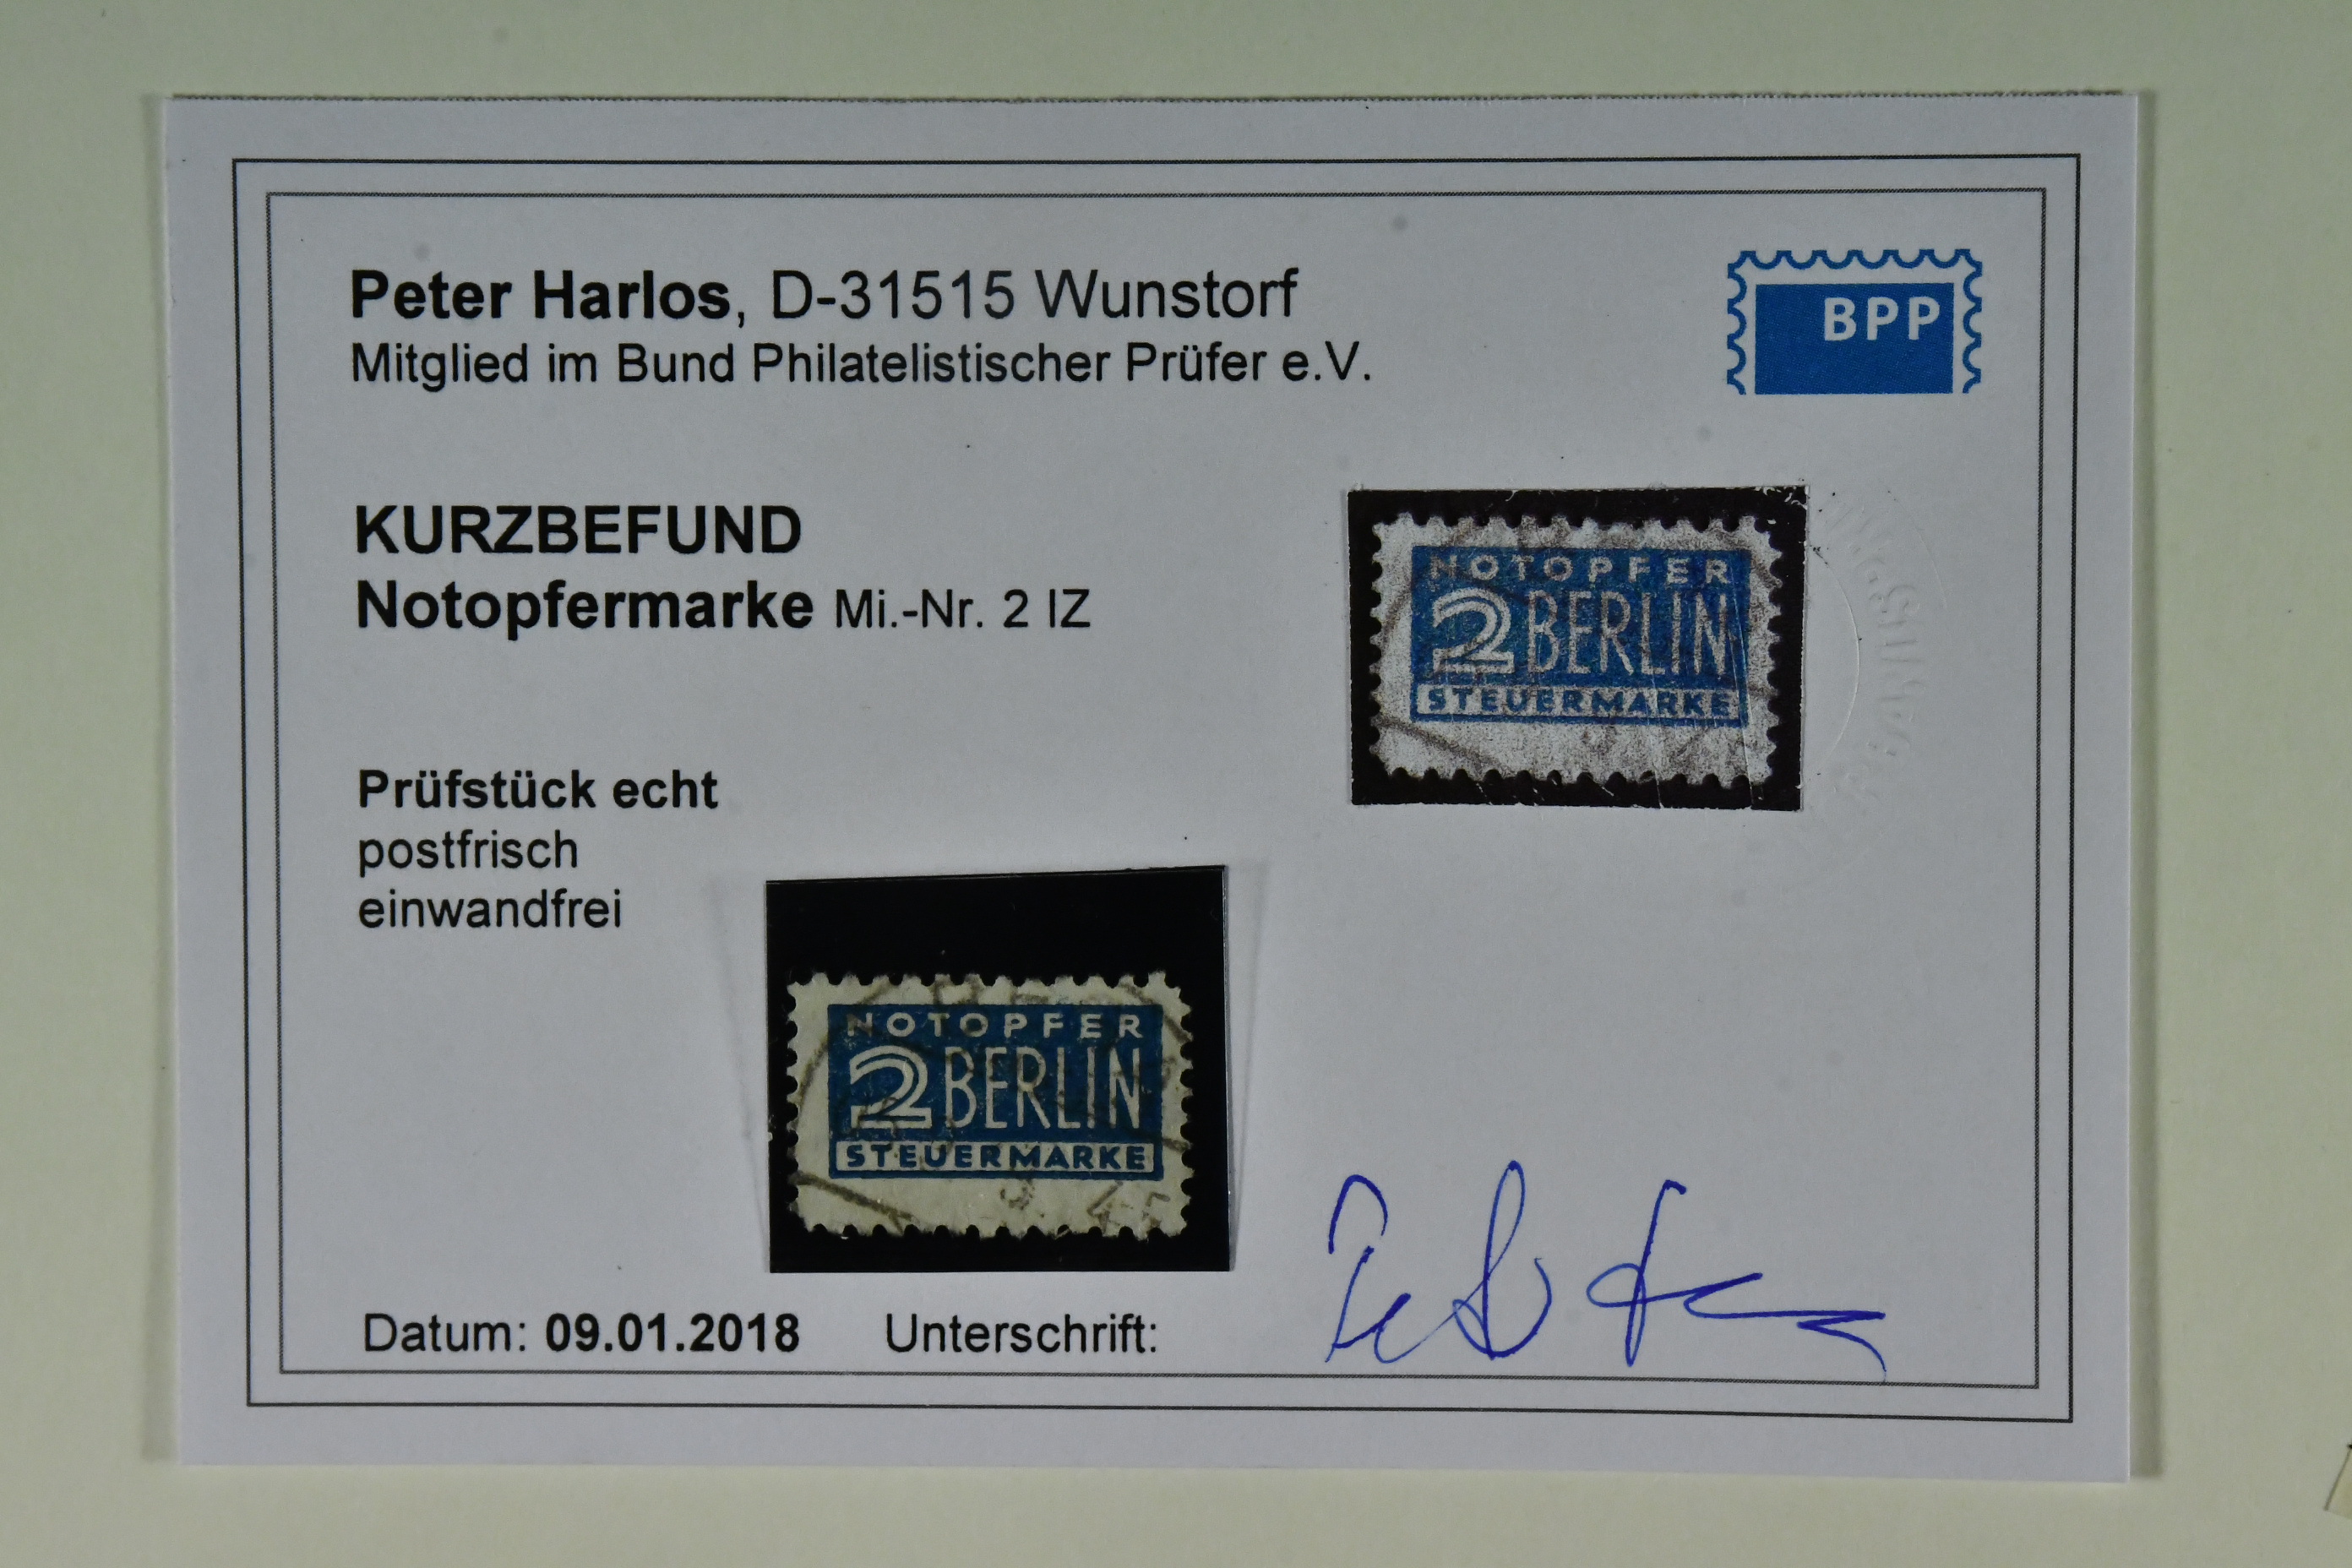 Peter Harlos, D-31515 Wunstorf
Mitglied im Bund Philatelistischer Prüfer e.V.
BPP
KURZBEFUND
Notopfermarke Mi.-Nr. 2 IZ
NOTOPFER
2 BERLIN
STEUERMARKE
Prüfstück echt
postfrisch
einwandfrei
NOTOPFER
2 BERLIN
STEUERMARKE
Datum: 09.01.2018 Unterschrift: